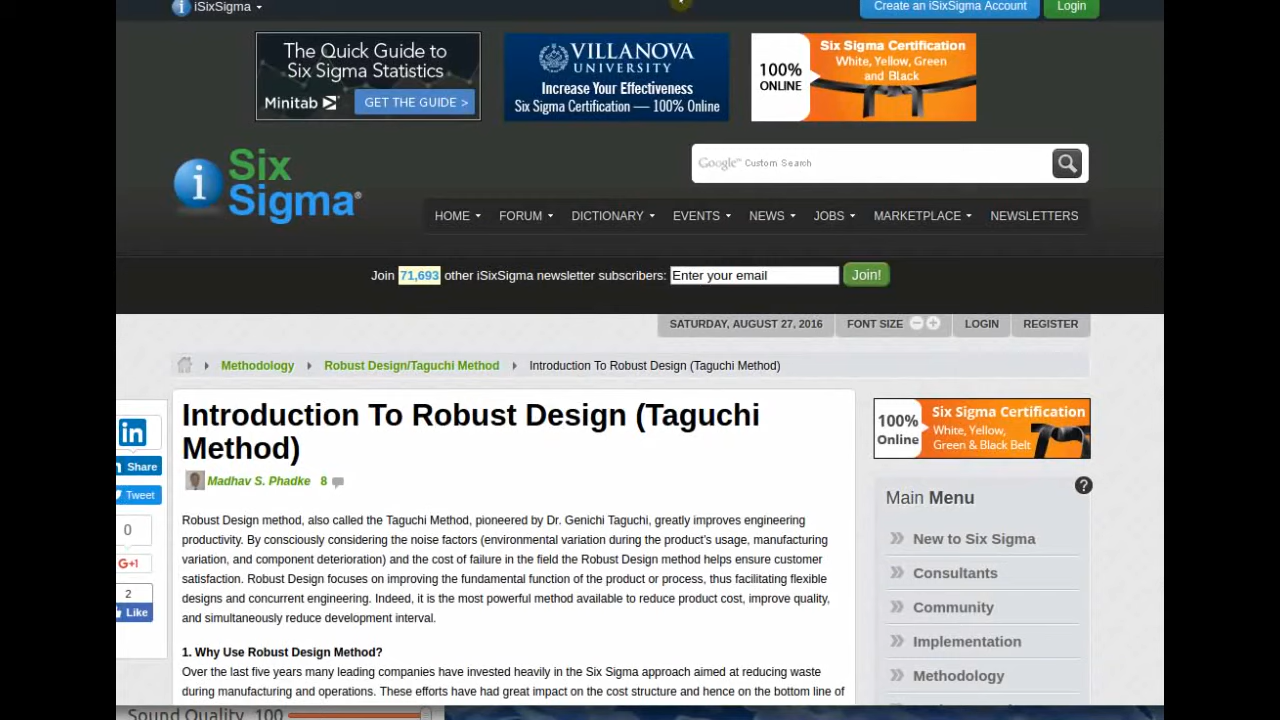 iSixSigma
Create an iSixSigma Account
Login
The Quick Guide to
Six Sigma Statistics
Minitab
GET THE GUIDE >
VILLANOVA
UNIVERSITY
Increase Your Effectiveness
Six Sigma Certification — 100% Online
100%
ONLINE
Six Sigma Certification
White, Yellow, Green
and Black
i
Six
Sigma®
Google™ Custom Search
HOME FORUM DICTIONARY EVENTS NEWS JOBS MARKETPLACE NEWSLETTERS
Join 71,693 other iSixSigma newsletter subscribers: Enter your email Join!
SATURDAY, AUGUST 27, 2016 FONT SIZE LOGIN REGISTER
Methodology Robust Design/Taguchi Method Introduction To Robust Design (Taguchi Method)
in
Share
Tweet
0
G+1
2
Like
Introduction To Robust Design (Taguchi
Method)
Madhav S. Phadke 8
Robust Design method, also called the Taguchi Method, pioneered by Dr. Genichi Taguchi, greatly improves engineering
productivity. By consciously considering the noise factors (environmental variation during the product's usage, manufacturing
variation, and component deterioration) and the cost of failure in the field the Robust Design method helps ensure customer
satisfaction. Robust Design focuses on improving the fundamental function of the product or process, thus facilitating flexible
designs and concurrent engineering. Indeed, it is the most powerful method available to reduce product cost, improve quality,
and simultaneously reduce development interval.
1. Why Use Robust Design Method?
Over the last five years many leading companies have invested heavily in the Six Sigma approach aimed at reducing waste
during manufacturing and operations. These efforts have had great impact on the cost structure and hence on the bottom line of
100%
Online
Six Sigma Certification
White, Yellow,
Green & Black Belt
?
Main Menu
New to Six Sigma
Consultants
Community
Implementation
Methodology
Sound Quality 100